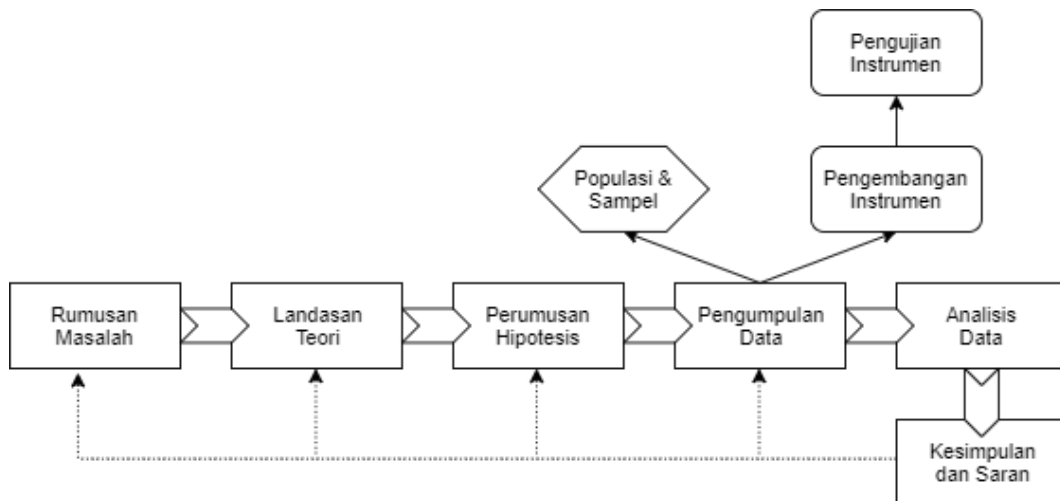 Pengujian
Instrumen
Populasi &
Sampel
Pengembangan
Instrumen
Rumusan
Masalah
Landasan
Teori
Perumusan
Hipotesis
Pengumpulan
Data
Analisis
Data
Kesimpulan
dan Saran